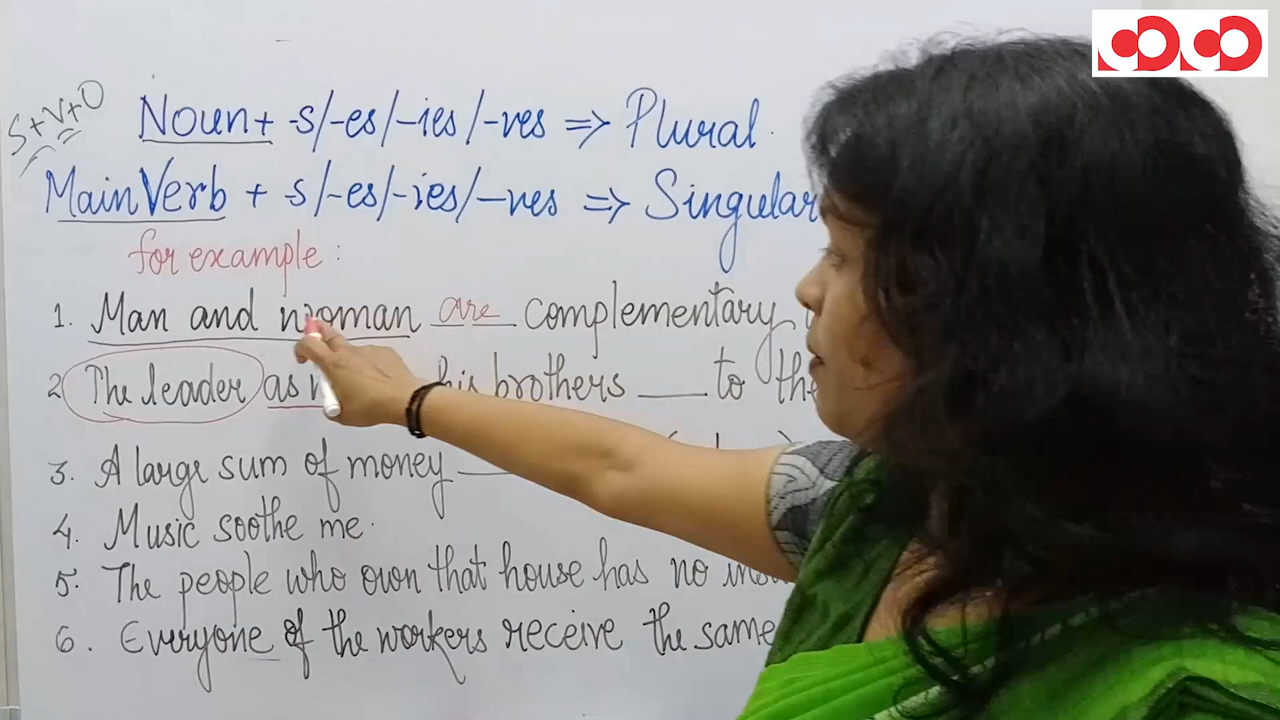 S+V+O
Noun + -s/-es/-ies/-ves => Plural.
Main Verb + -s/-es/-ies/-ves => Singular
for example:
1. Man and woman are complementary
2 The leader as his brothers ___ to the
3. A large sum of money ___
4. Music soothe me.
5. The people who own that house has no
6. Everyone of the workers receive the same